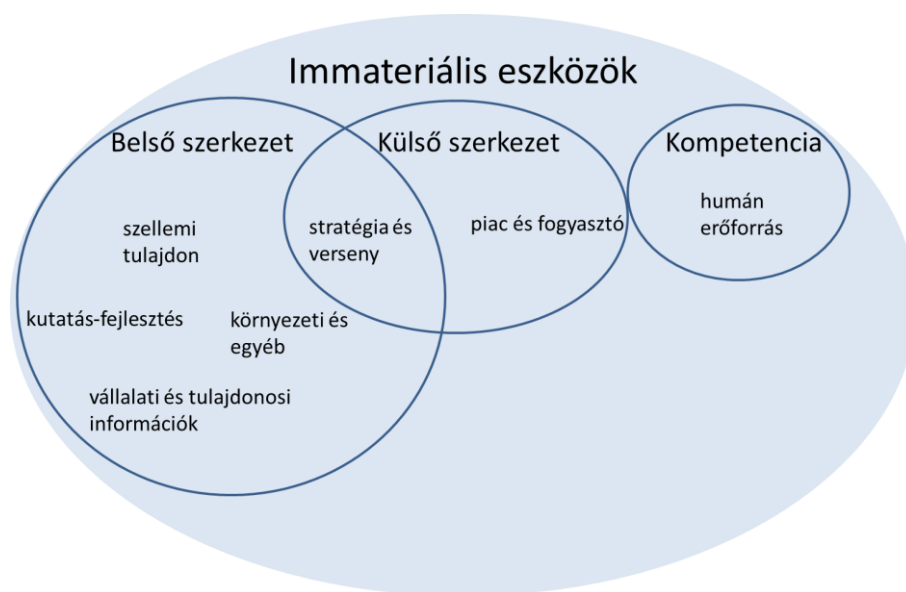 Immateriális eszközök
Belső szerkezet
Külső szerkezet
Kompetencia
szellemi
tulajdon
stratégia és
verseny
piac és fogyasztó
humán
erőforrás
kutatás-fejlesztés
környezeti és
egyéb
vállalati és tulajdonosi
információk